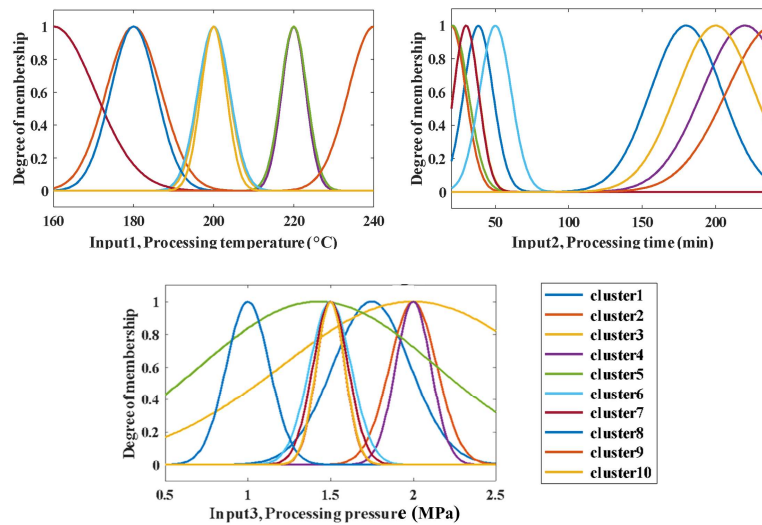 1
0.8
0.6
0.4
0.2
0
Degree of membership
160 180 200 220 240
Input1, Processing temperature (°C)
1
0.8
0.6
0.4
0.2
0
Degree of membership
50 100 150 200
Input2, Processing time (min)
1
0.8
0.6
0.4
0.2
0
Degree of membership
0.5 1 1.5 2 2.5
Input3, Processing pressure (MPa)
cluster1
cluster2
cluster3
cluster4
cluster5
cluster6
cluster7
cluster8
cluster9
cluster10